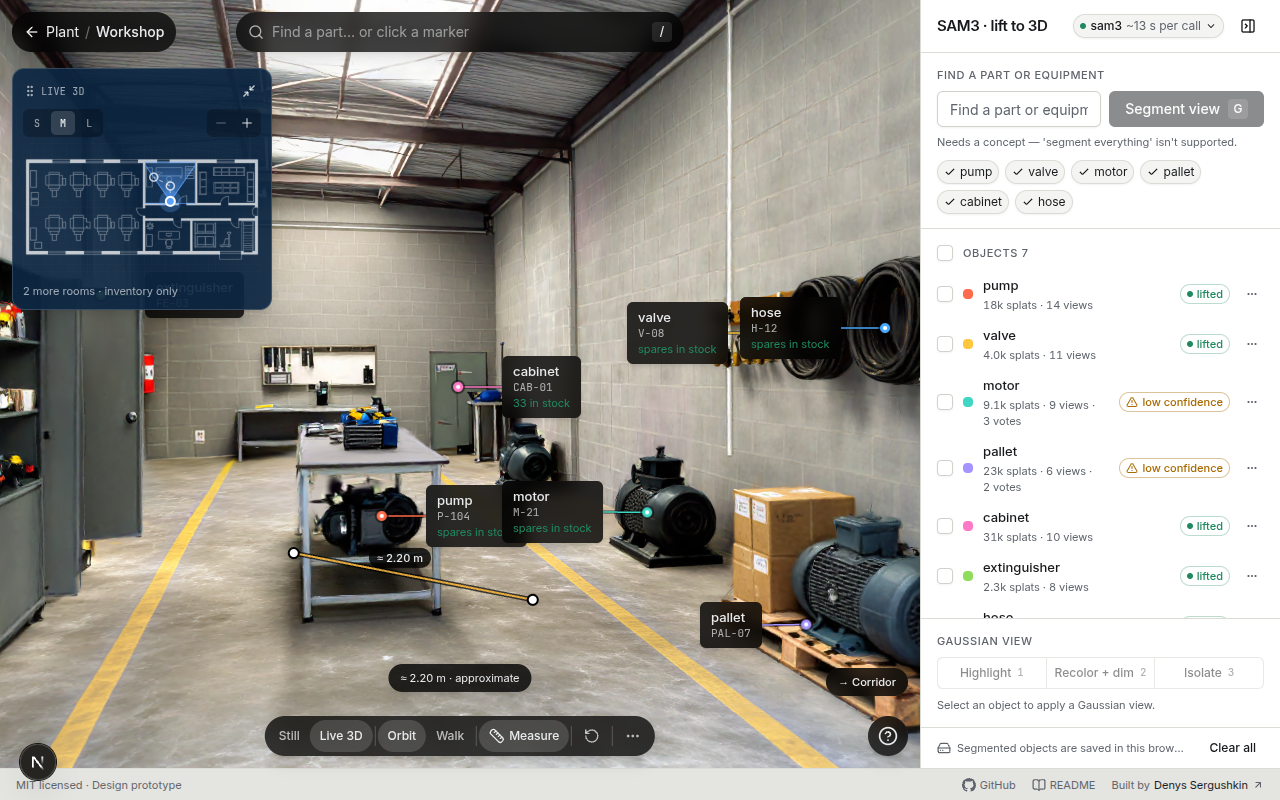 Plant / Workshop
Find a part... or click a marker
/
LIVE 3D
S M L
2 more rooms · inventory only
valve
V-08
spares in stock
hose
H-12
spares in stock
cabinet
CAB-01
33 in stock
pump
P-104
spares in sto
motor
M-21
spares in stock
≈ 2.20 m
pallet
PAL-07
≈ 2.20 m · approximate
→ Corridor
Still Live 3D Orbit Walk Measure
N
SAM3 · lift to 3D
sam3 ~13 s per call
FIND A PART OR EQUIPMENT
Find a part or equipm
Segment view G
Needs a concept — 'segment everything' isn't supported.
pump valve motor pallet
cabinet hose
OBJECTS 7
pump
18k splats · 14 views
lifted
valve
4.0k splats · 11 views
lifted
motor
9.1k splats · 9 views ·
3 votes
low confidence
pallet
23k splats · 6 views ·
2 votes
low confidence
cabinet
31k splats · 10 views
lifted
extinguisher
2.3k splats · 8 views
lifted
hose
GAUSSIAN VIEW
Highlight 1 Recolor + dim 2 Isolate 3
Select an object to apply a Gaussian view.
Segmented objects are saved in this brow...
Clear all
MIT licensed · Design prototype
GitHub README Built by Denys Sergushkin ↗